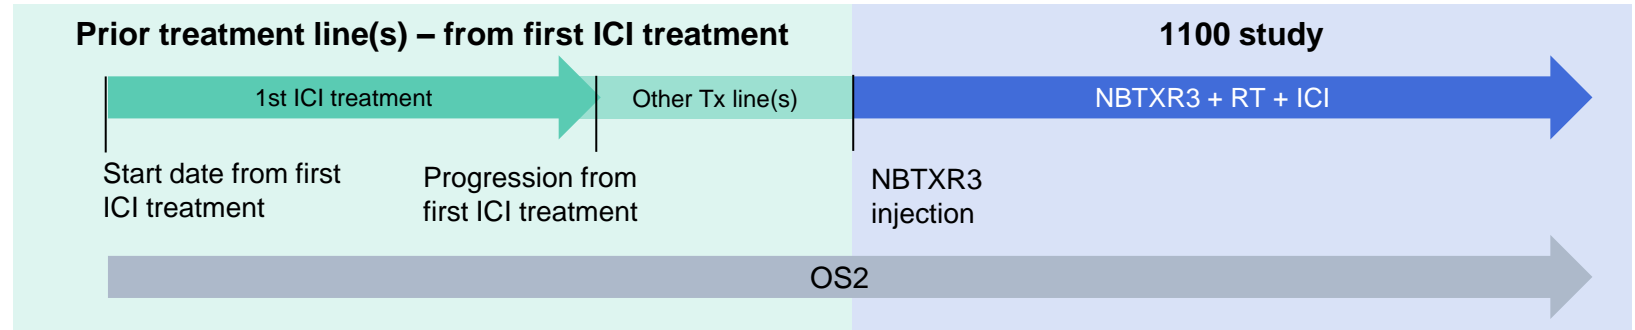 Prior treatment line(s) – from first ICI treatment
1100 study
1st ICI treatment
Other Tx line(s)
NBTXR3 + RT + ICI
Start date from first
ICI treatment
Progression from
first ICI treatment
NBTXR3
injection
OS2